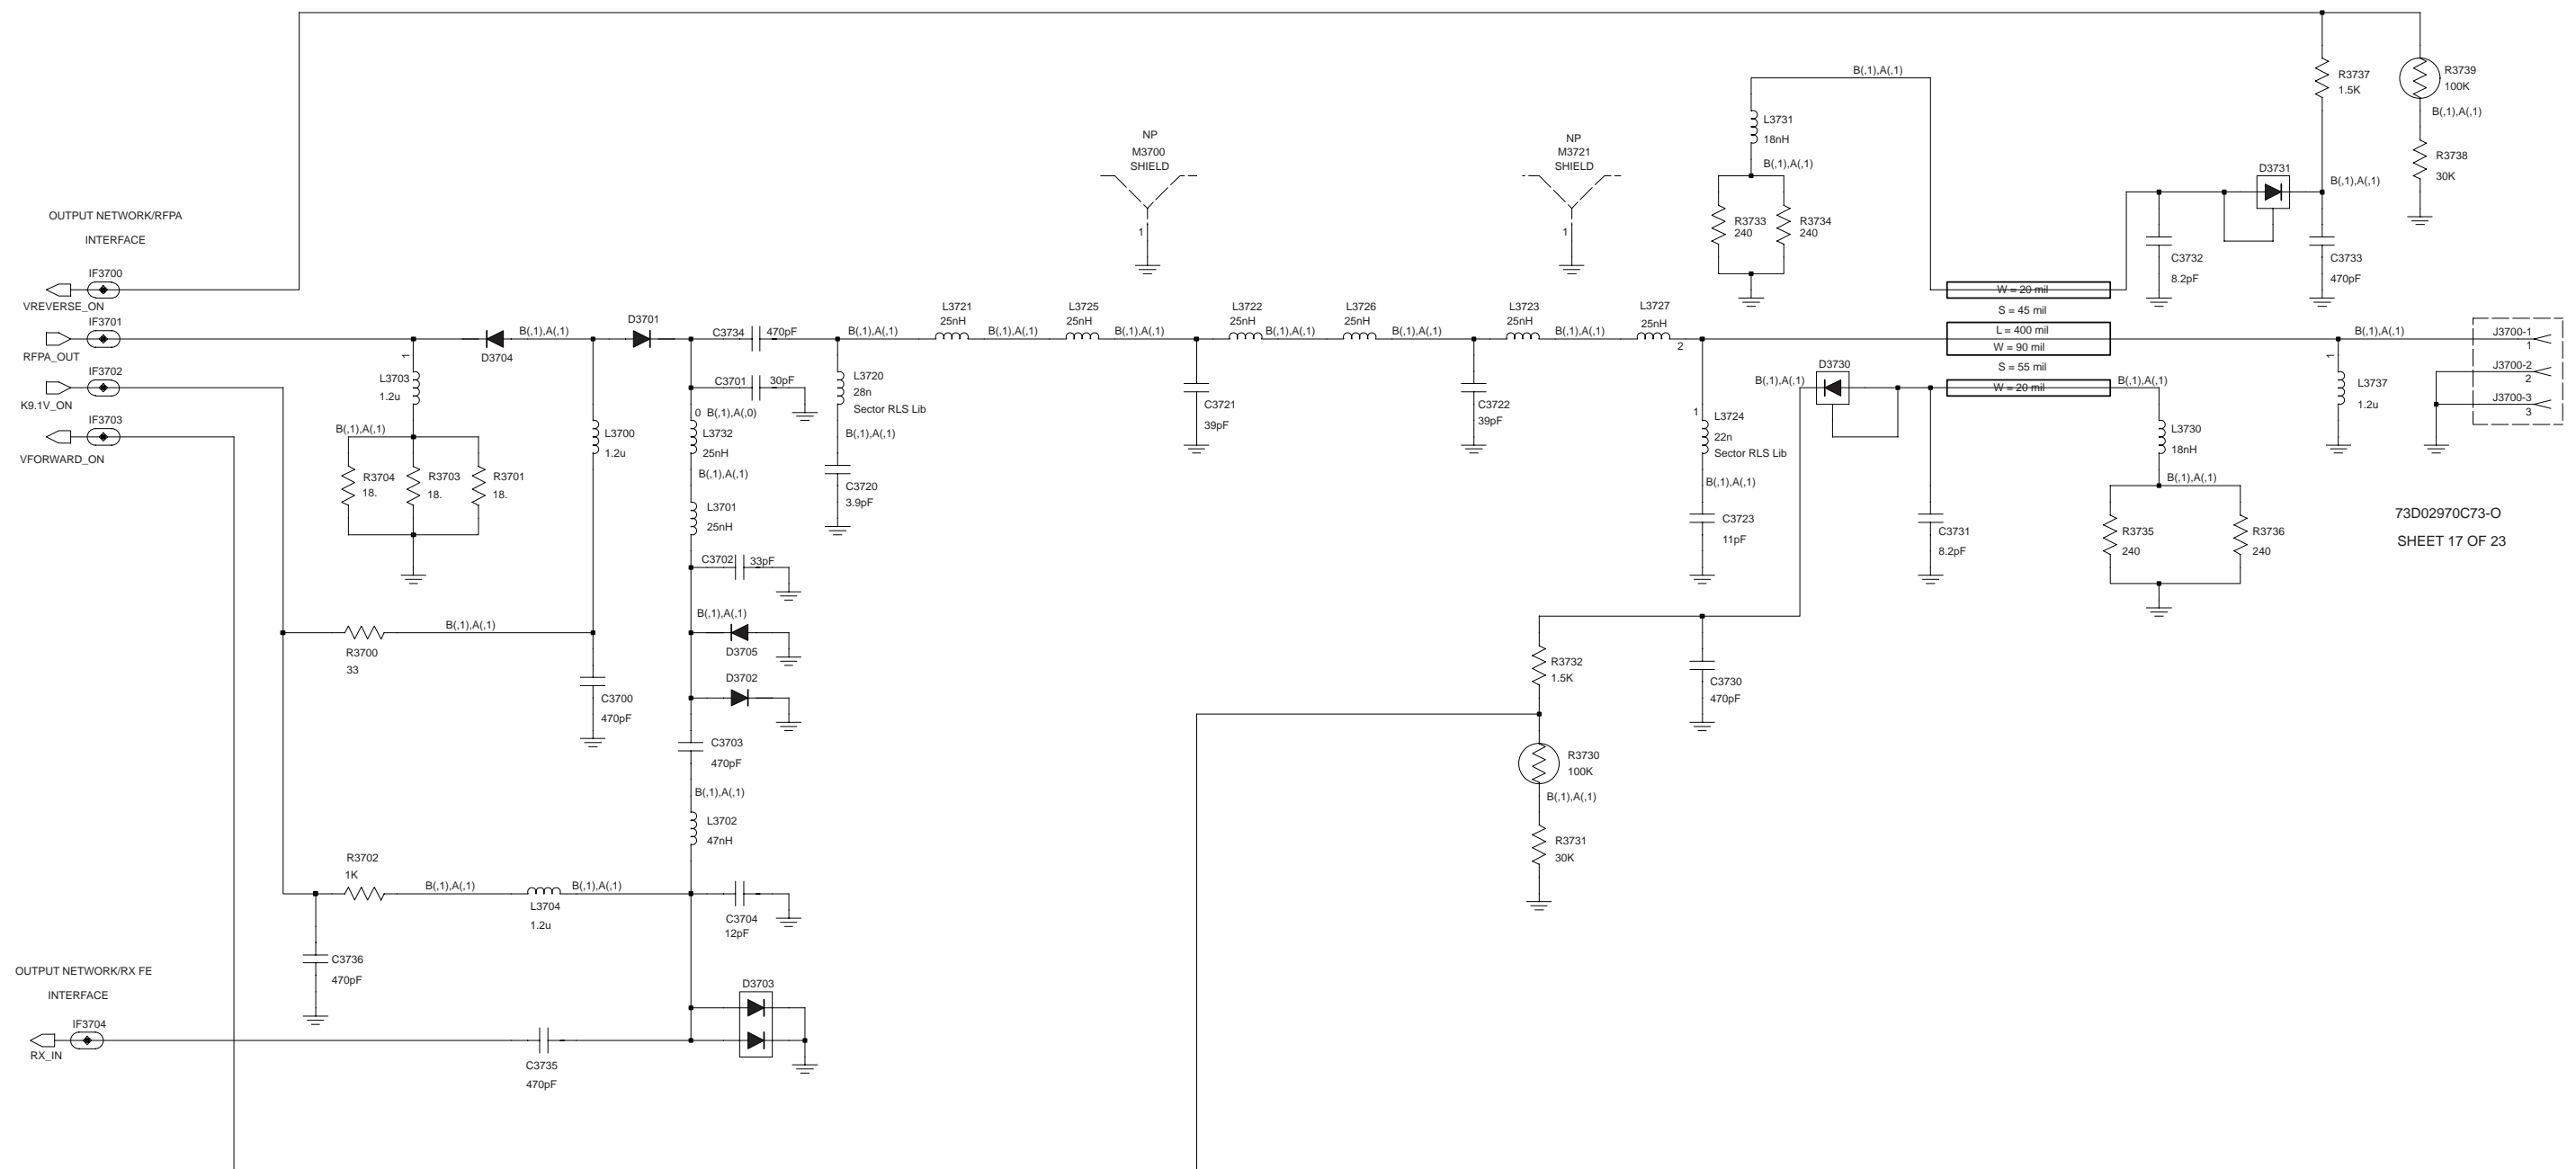 B(,1),A(,1)
R3737
1.5K
R3739
100K
B(,1),A(,1)
L3731
18nH
B(,1),A(,1)
NP
M3700
SHIELD
1
NP
M3721
SHIELD
1
R3733
240
R3734
240
R3738
30K
D3731
B(,1),A(,1)
C3732
8.2pF
C3733
470pF
OUTPUT NETWORK/RFPA
INTERFACE
IF3700
VREVERSE_ON
IF3701
RFPA_OUT
IF3702
K9.1V_ON
IF3703
VFORWARD_ON
D3704
B(,1),A(,1)
D3701
C3734
470pF
B(,1),A(,1)
L3721
25nH
B(,1),A(,1)
L3725
25nH
B(,1),A(,1)
L3722
25nH
B(,1),A(,1)
L3726
25nH
B(,1),A(,1)
L3723
25nH
B(,1),A(,1)
L3727
25nH
2
W = 20 mil
S = 45 mil
L = 400 mil
W = 90 mil
S = 55 mil
W = 20 mil
B(,1),A(,1)
J3700-1
1
J3700-2
2
J3700-3
3
1
L3703
1.2u
C3701
30pF
0 B(,1),A(,0)
L3732
25nH
B(,1),A(,1)
L3720
28n
Sector RLS Lib
B(,1),A(,1)
C3720
3.9pF
C3721
39pF
C3722
39pF
D3730
B(,1),A(,1)
B(,1),A(,1)
1
L3737
1.2u
1
L3724
22n
Sector RLS Lib
B(,1),A(,1)
C3723
11pF
L3730
18nH
B(,1),A(,1)
C3731
8.2pF
R3735
240
R3736
240
73D02970C73-O
SHEET 17 OF 23
B(,1),A(,1)
R3704
18.
R3703
18.
R3701
18.
L3700
1.2u
L3701
25nH
C3702
33pF
B(,1),A(,1)
D3705
D3702
B(,1),A(,1)
R3700
33
C3700
470pF
C3703
470pF
B(,1),A(,1)
L3702
47nH
R3732
1.5K
C3730
470pF
R3730
100K
B(,1),A(,1)
R3731
30K
R3702
1K
B(,1),A(,1)
L3704
1.2u
B(,1),A(,1)
C3704
12pF
C3736
470pF
OUTPUT NETWORK/RX FE
INTERFACE
IF3704
RX_IN
D3703
C3735
470pF